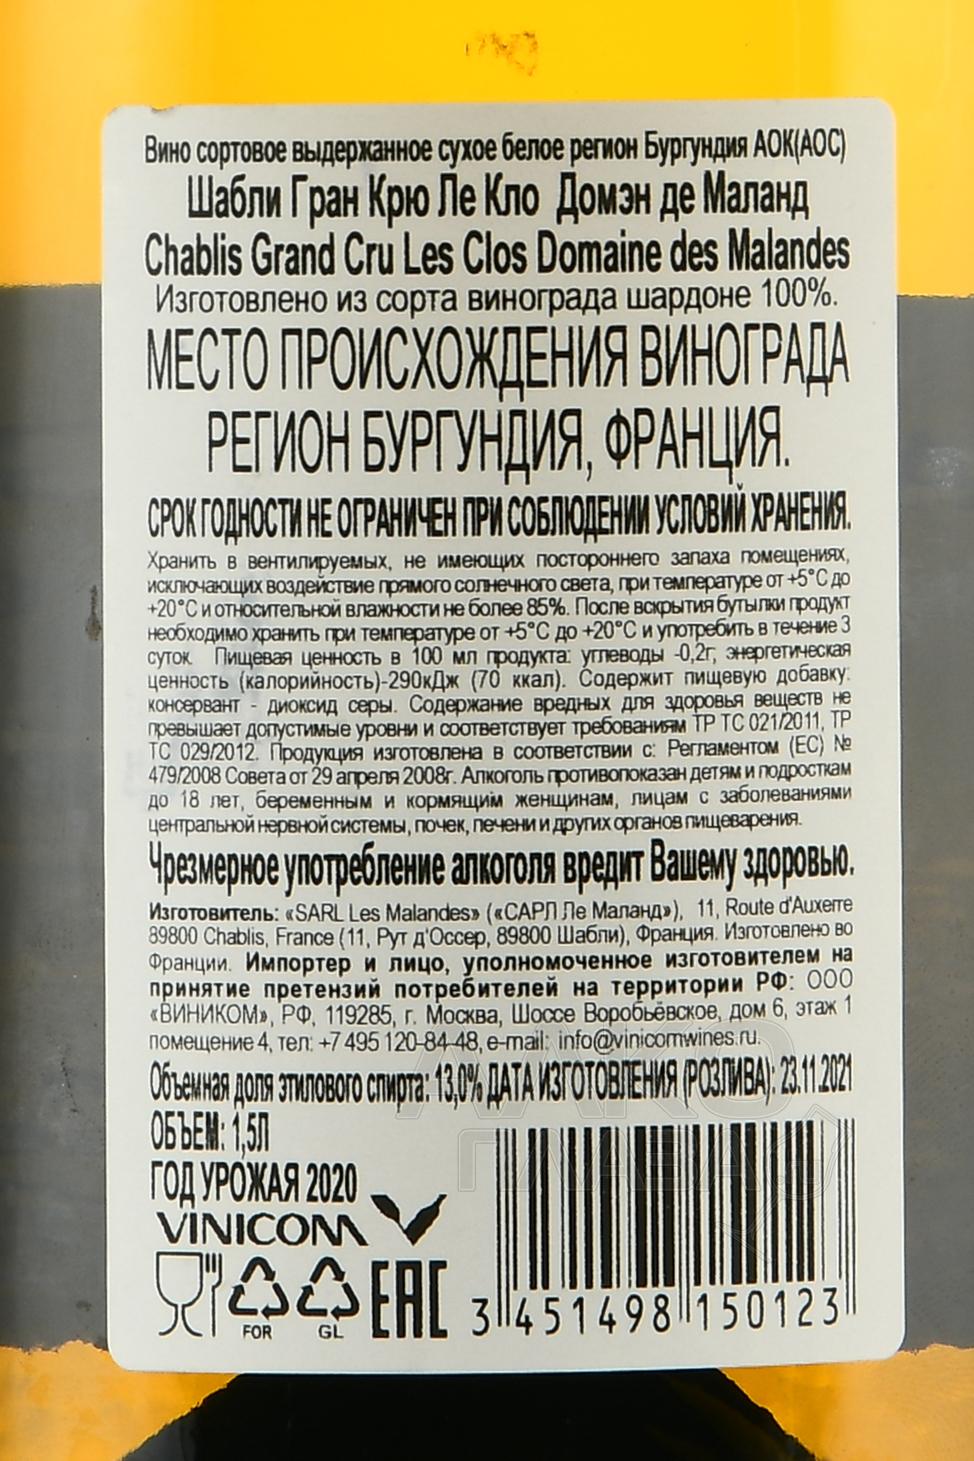 Вино сортовое выдержанное сухое белое регион Бургундия АОК(АОС)
Шабли Гран Крю Ле Кло Домэн де Маланд
Chablis Grand Cru Les Clos Domaine des Malandes
Изготовлено из сорта винограда шардоне 100%.
МЕСТО ПРОИСХОЖДЕНИЯ ВИНОГРАДА
РЕГИОН БУРГУНДИЯ, ФРАНЦИЯ.
СРОК ГОДНОСТИ НЕ ОГРАНИЧЕН ПРИ СОБЛЮДЕНИИ УСЛОВИЙ ХРАНЕНИЯ.
Хранить в вентилируемых, не имеющих постороннего запаха помещениях,
исключающих воздействие прямого солнечного света, при температуре от +5°С до
+20°С и относительной влажности не более 85%. После вскрытия бутылки продукт
необходимо хранить при температуре от +5°С до +20°С и употребить в течение 3
суток. Пищевая ценность в 100 мл продукта: углеводы -0,2г; энергетическая
ценность (калорийность)-290кДж (70 ккал). Содержит пищевую добавку:
консервант - диоксид серы. Содержание вредных для здоровья веществ не
превышает допустимые уровни и соответствует требованиям ТР ТС 021/2011, ТР
ТС 029/2012. Продукция изготовлена в соответствии с: Регламентом (ЕС) №
479/2008 Совета от 29 апреля 2008г. Алкоголь противопоказан детям и подросткам
до 18 лет, беременным и кормящим женщинам, лицам с заболеваниями
центральной нервной системы, почек, печени и других органов пищеварения.
Чрезмерное употребление алкоголя вредит Вашему здоровью.
Изготовитель: «SARL Les Malandes» («САРЛ Ле Маланд»), 11, Route d'Auxerre
89800 Chablis, France (11, Рут д'Оссер, 89800 Шабли), Франция. Изготовлено во
Франции. Импортер и лицо, уполномоченное изготовителем на
принятие претензий потребителей на территории РФ: ООО
«ВИНИКОМ», РФ, 119285, г. Москва, Шоссе Воробьёвское, дом 6, этаж 1
помещение 4, тел: +7 495 120-84-48, e-mail: info@vinicomwines.ru.
Объемная доля этилового спирта: 13,0% ДАТА ИЗГОТОВЛЕНИЯ (РОЗЛИВА): 23.11.2021
ОБЪЕМ: 1,5Л
ГОД УРОЖАЯ 2020
VINICOM
FOR GL EAC
3 451498 150123
АЛКО
ГЛАВА